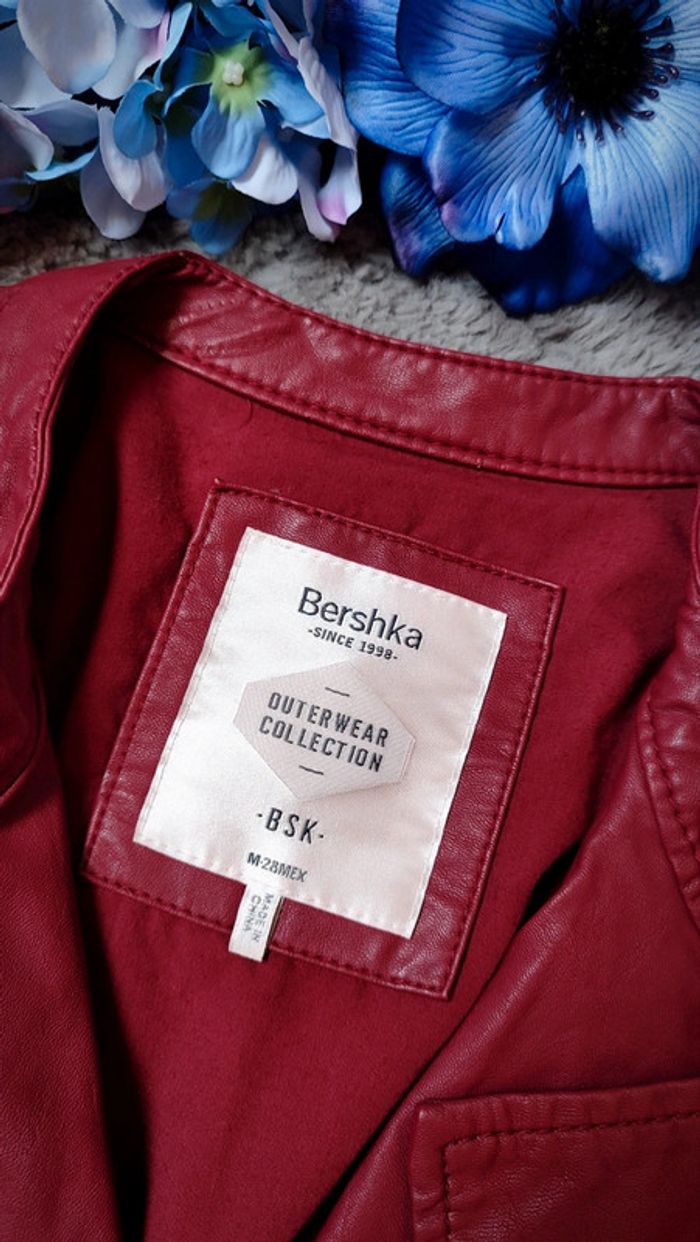 Bershka
-SINCE 1998-
OUTERWEAR
COLLECTION
-BSK-
M-28MEX
MADE IN
CHINA